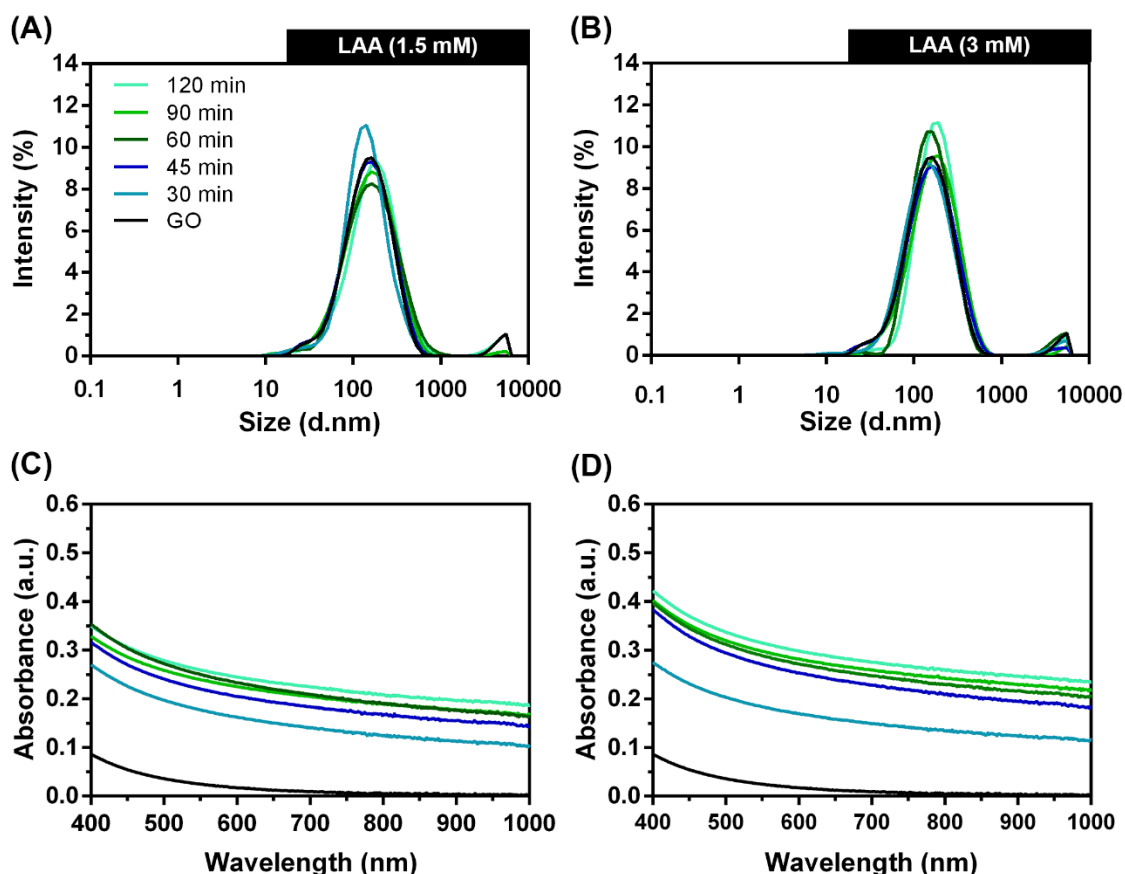 (A)
LAA (1.5 mM)
Intensity (%)
14
12
10
8
6
4
2
0
120 min
90 min
60 min
45 min
30 min
GO
0.1 1 10 100 1000 10000
Size (d.nm)
(B)
LAA (3 mM)
Intensity (%)
14
12
10
8
6
4
2
0
0.1 1 10 100 1000 10000
Size (d.nm)
(C)
Absorbance (a.u.)
0.6
0.5
0.4
0.3
0.2
0.1
0.0
400 500 600 700 800 900 1000
Wavelength (nm)
(D)
Absorbance (a.u.)
0.6
0.5
0.4
0.3
0.2
0.1
0.0
400 500 600 700 800 900 1000
Wavelength (nm)